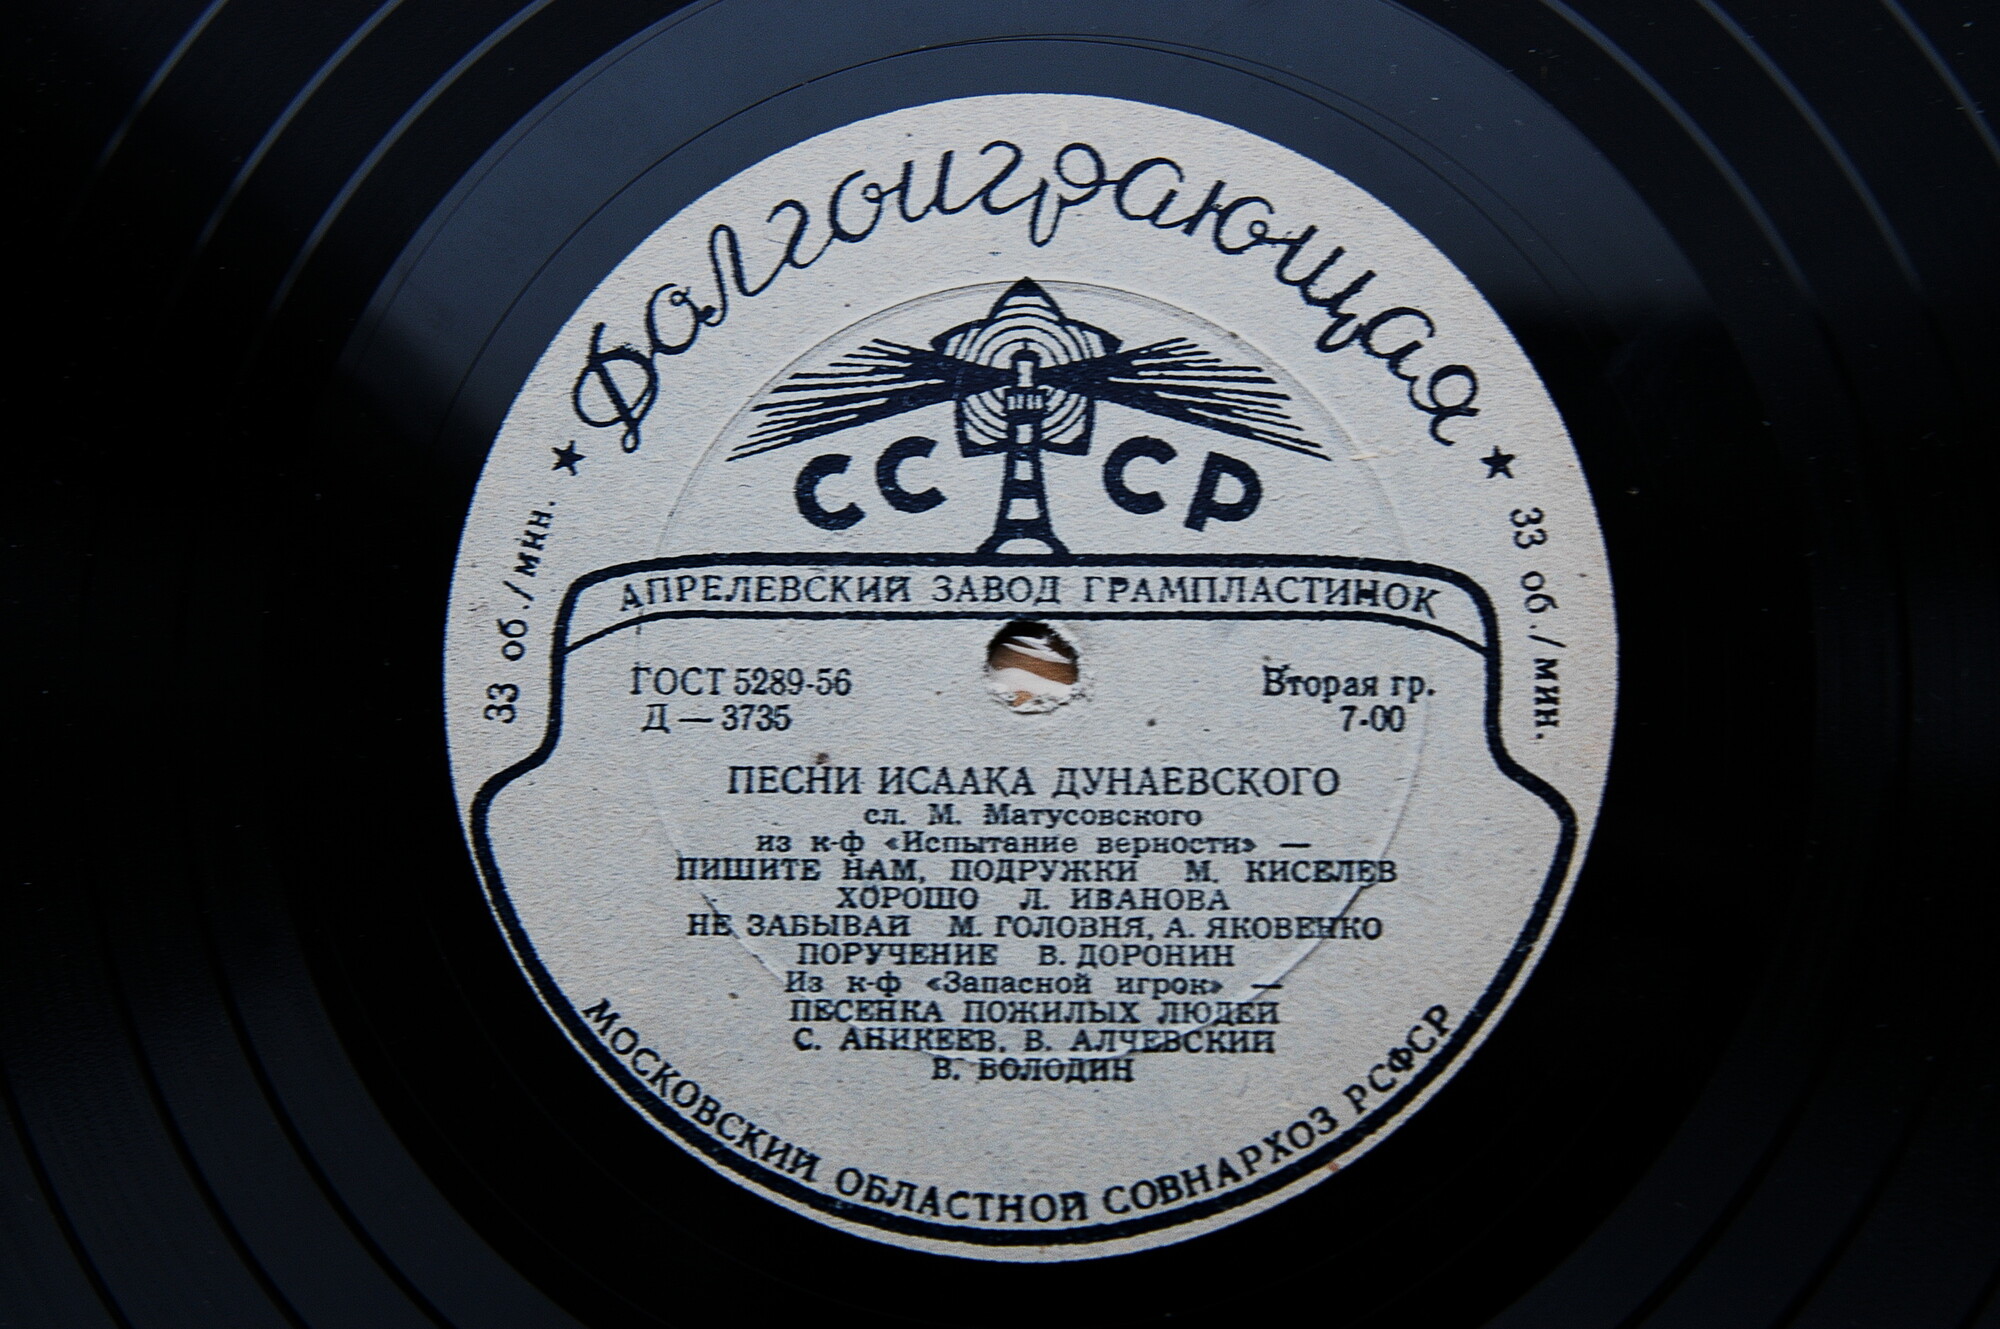 Долгоиграющая
★ 33 об./мин.
★ 33 об./мин.
СССР
АПРЕЛЕВСКИЙ ЗАВОД ГРАМПЛАСТИНОК
ГОСТ 5289-56
Д — 3735
Вторая гр.
7-00
ПЕСНИ ИСААКА ДУНАЕВСКОГО
сл. М. Матусовского
из к-ф «Испытание верности» —
ПИШИТЕ НАМ, ПОДРУЖКИ М. КИСЕЛЕВ
ХОРОШО Л. ИВАНОВА
НЕ ЗАБЫВАЙ М. ГОЛОВНЯ, А. ЯКОВЕНКО
ПОРУЧЕНИЕ В. ДОРОНИН
Из к-ф «Запасной игрок» —
ПЕСЕНКА ПОЖИЛЫХ ЛЮДЕЙ
С. АНИКЕЕВ, В. АЛЧЕВСКИЙ
В. ВОЛОДИН
МОСКОВСКИЙ ОБЛАСТНОЙ СОВНАРХОЗ РСФСР